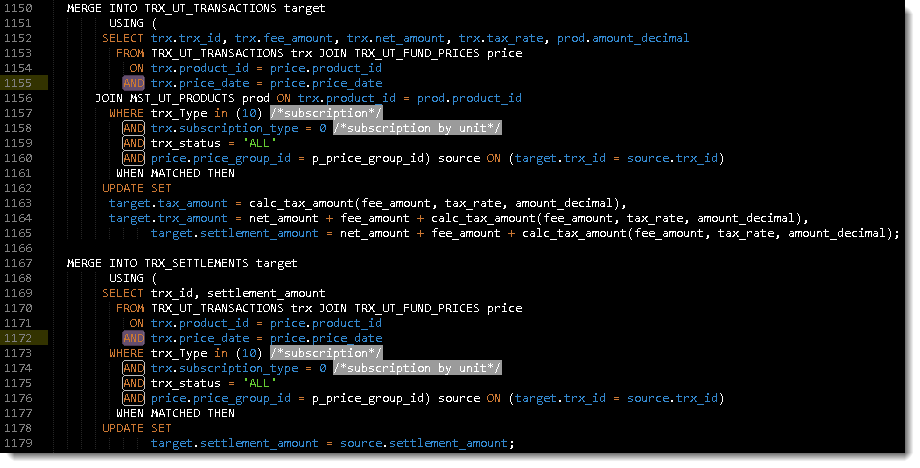 1150 MERGE INTO TRX_UT_TRANSACTIONS target
1151 USING (
1152 SELECT trx.trx_id, trx.fee_amount, trx.net_amount, trx.tax_rate, prod.amount_decimal
1153 FROM TRX_UT_TRANSACTIONS trx JOIN TRX_UT_FUND_PRICES price
1154 ON trx.product_id = price.product_id
1155 AND trx.price_date = price.price_date
1156 JOIN MST_UT_PRODUCTS prod ON trx.product_id = prod.product_id
1157 WHERE trx_Type in (10) /*subscription*/
1158 AND trx.subscription_type = 0 /*subscription by unit*/
1159 AND trx_status = 'ALL'
1160 AND price.price_group_id = p_price_group_id) source ON (target.trx_id = source.trx_id)
1161 WHEN MATCHED THEN
1162 UPDATE SET
1163 target.tax_amount = calc_tax_amount(fee_amount, tax_rate, amount_decimal),
1164 target.trx_amount = net_amount + fee_amount + calc_tax_amount(fee_amount, tax_rate, amount_decimal),
1165 target.settlement_amount = net_amount + fee_amount + calc_tax_amount(fee_amount, tax_rate, amount_decimal);
1166
1167 MERGE INTO TRX_SETTLEMENTS target
1168 USING (
1169 SELECT trx_id, settlement_amount
1170 FROM TRX_UT_TRANSACTIONS trx JOIN TRX_UT_FUND_PRICES price
1171 ON trx.product_id = price.product_id
1172 AND trx.price_date = price.price_date
1173 WHERE trx_Type in (10) /*subscription*/
1174 AND trx.subscription_type = 0 /*subscription by unit*/
1175 AND trx_status = 'ALL'
1176 AND price.price_group_id = p_price_group_id) source ON (target.trx_id = source.trx_id)
1177 WHEN MATCHED THEN
1178 UPDATE SET
1179 target.settlement_amount = source.settlement_amount;